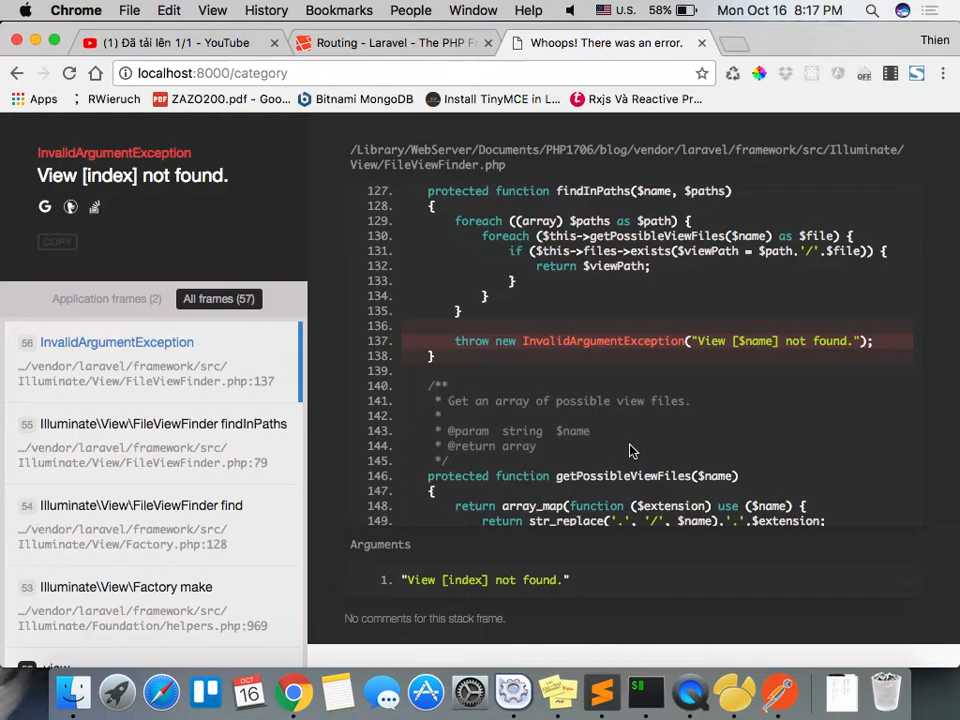 Chrome File Edit View History Bookmarks People Window Help U.S. 58% Mon Oct 16 8:17 PM
(1) Đã tải lên 1/1 - YouTube
Routing - Laravel - The PHP F
Whoops! There was an error.
Thien
localhost:8000/category
OFF
Apps
RWieruch
PDF
ZAZO200.pdf - Goo...
Bitnami MongoDB
Install TinyMCE in L...
Rxjs Và Reactive Pr...
InvalidArgumentException
View [index] not found.
COPY
Application frames (2)
All frames (57)
56 InvalidArgumentException
…/vendor/laravel/framework/src/
Illuminate/View/FileViewFinder.php:137
55 Illuminate\View\FileViewFinder findInPaths
…/vendor/laravel/framework/src/
Illuminate/View/FileViewFinder.php:79
54 Illuminate\View\FileViewFinder find
…/vendor/laravel/framework/src/
Illuminate/View/Factory.php:128
53 Illuminate\View\Factory make
…/vendor/laravel/framework/src/
Illuminate/Foundation/helpers.php:969
/Library/WebServer/Documents/PHP1706/blog/vendor/laravel/framework/src/Illuminate/
View/FileViewFinder.php
127. protected function findInPaths($name, $paths)
128. {
129. foreach ((array) $paths as $path) {
130. foreach ($this->getPossibleViewFiles($name) as $file) {
131. if ($this->files->exists($viewPath = $path.'/'.$file)) {
132. return $viewPath;
133. }
134. }
135. }
136.
137. throw new InvalidArgumentException("View [$name] not found.");
138. }
139.
140. /**
141. * Get an array of possible view files.
142. *
143. * @param string $name
144. * @return array
145. */
146. protected function getPossibleViewFiles($name)
147. {
148. return array_map(function ($extension) use ($name) {
149. return str_replace('.', '/', $name).'.'.$extension;
Arguments
1. "View [index] not found."
No comments for this stack frame.
OCT
16